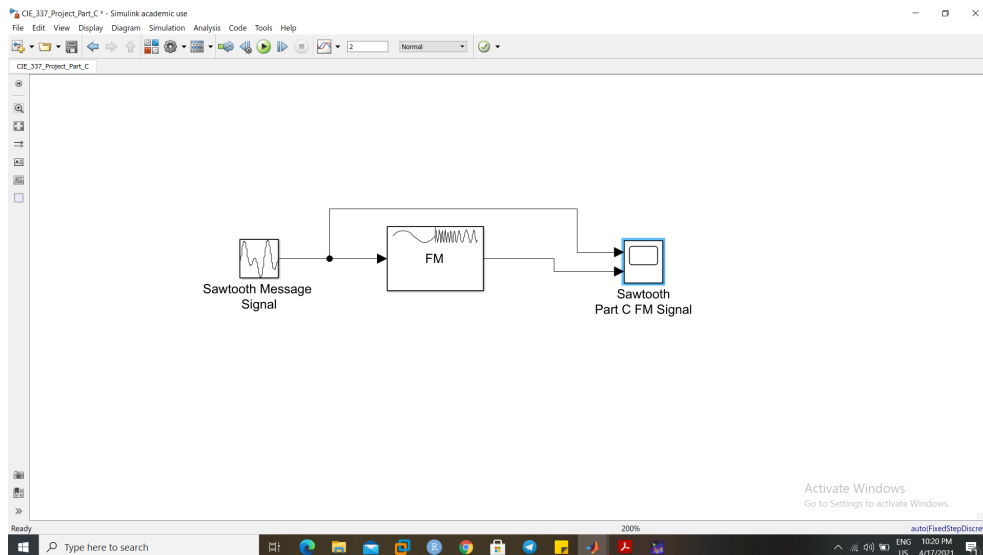 CIE_337_Project_Part_C * - Simulink academic use
File Edit View Display Diagram Simulation Analysis Code Tools Help
2
Normal
CIE_337_Project_Part_C
FM
Sawtooth Message
Signal
Sawtooth
Part C FM Signal
Activate Windows
Go to Settings to activate Windows.
Ready
200%
auto(FixedStepDiscre
Type here to search
ENG
10:20 PM
US
4/17/2021